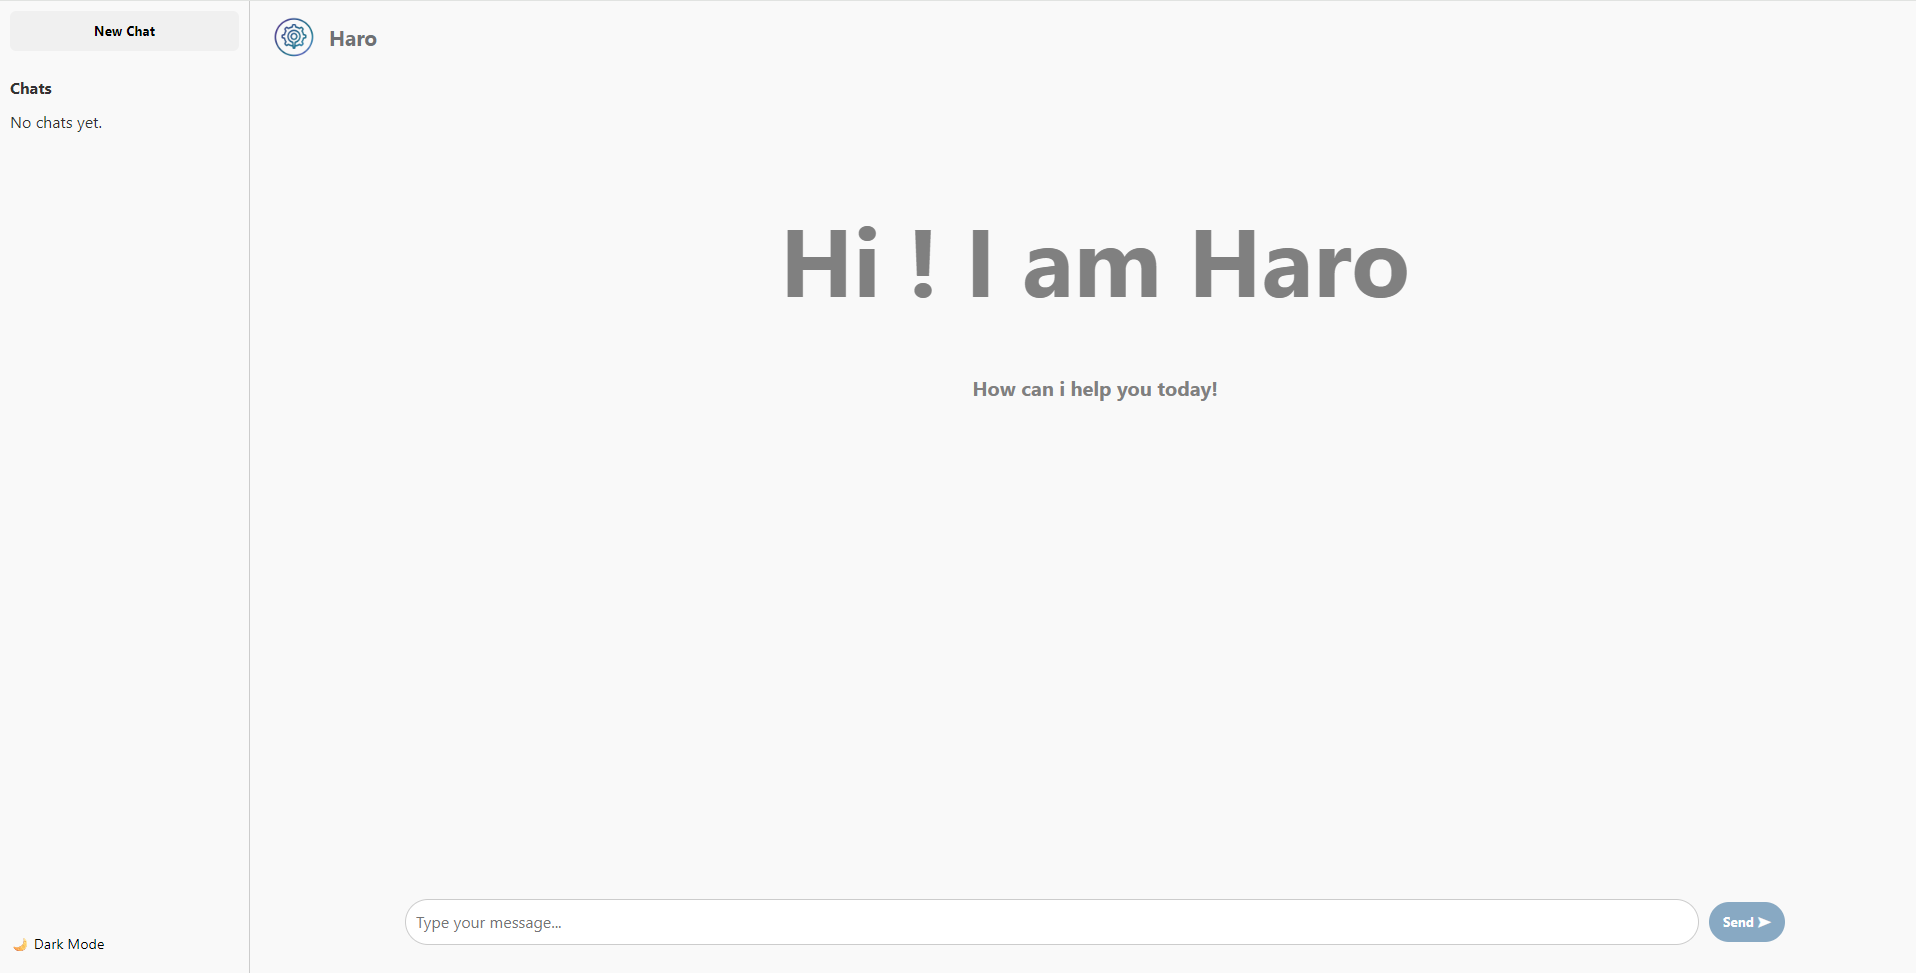 New Chat
Chats
No chats yet.
🌙 Dark Mode
Haro
Hi ! I am Haro
How can i help you today!
Type your message...
Send ➤